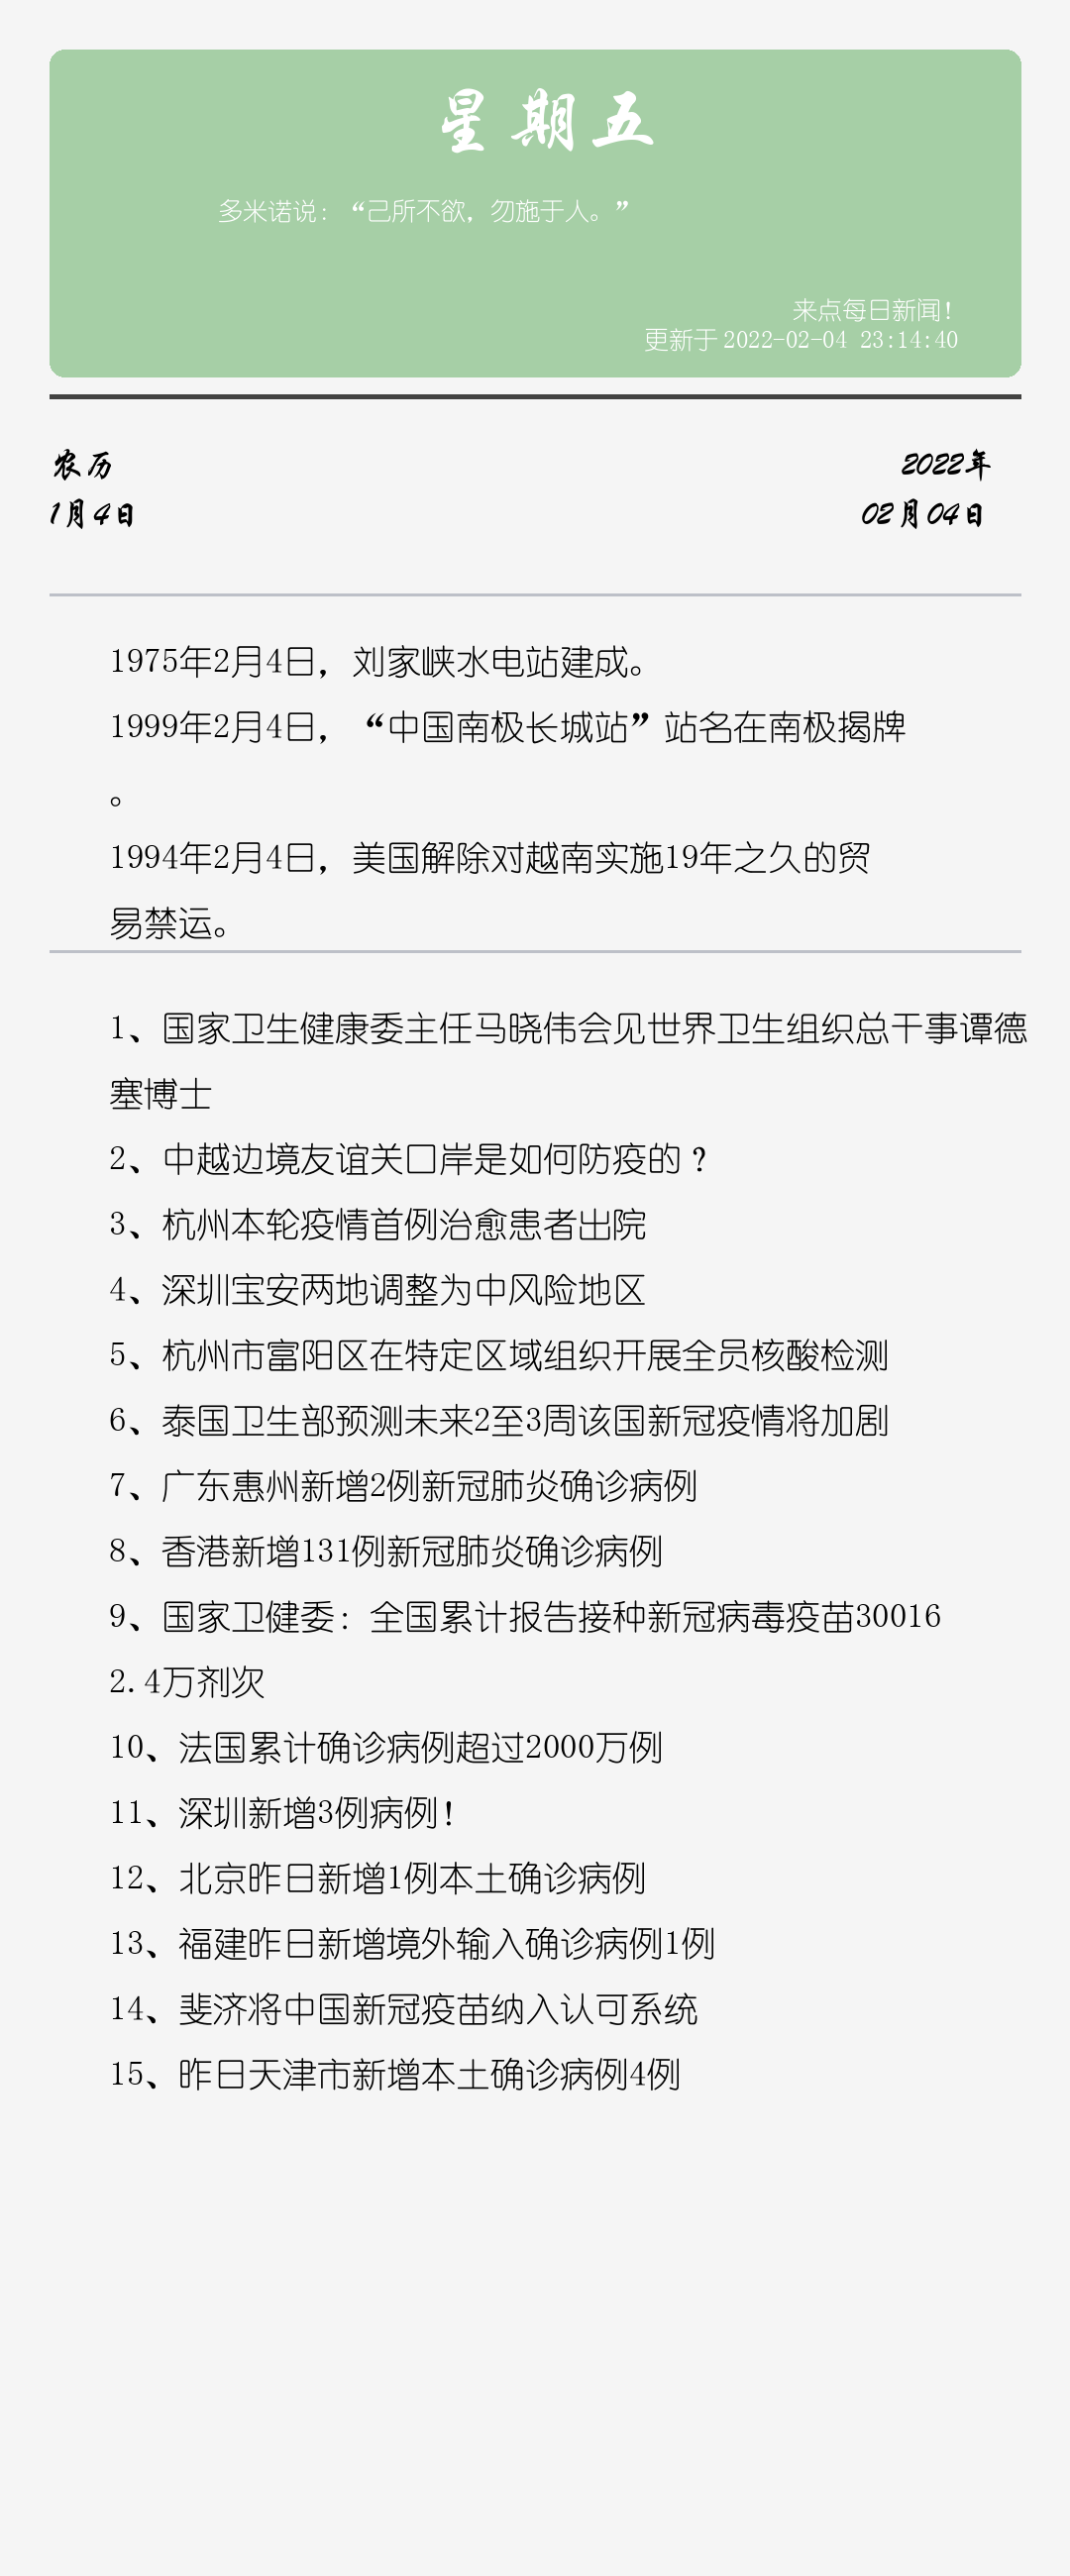 星期五
多米诺说：“己所不欲，勿施于人。”
来点每日新闻！
更新于 2022-02-04 23:14:40
农历
2022年
1月4日
02月04日
1975年2月4日，刘家峡水电站建成。
1999年2月4日，“中国南极长城站”站名在南极揭牌
。
1994年2月4日，美国解除对越南实施19年之久的贸
易禁运。
1、国家卫生健康委主任马晓伟会见世界卫生组织总干事谭德
塞博士
2、中越边境友谊关口岸是如何防疫的？
3、杭州本轮疫情首例治愈患者出院
4、深圳宝安两地调整为中风险地区
5、杭州市富阳区在特定区域组织开展全员核酸检测
6、泰国卫生部预测未来2至3周该国新冠疫情将加剧
7、广东惠州新增2例新冠肺炎确诊病例
8、香港新增131例新冠肺炎确诊病例
9、国家卫健委：全国累计报告接种新冠病毒疫苗30016
2.4万剂次
10、法国累计确诊病例超过2000万例
11、深圳新增3例病例！
12、北京昨日新增1例本土确诊病例
13、福建昨日新增境外输入确诊病例1例
14、斐济将中国新冠疫苗纳入认可系统
15、昨日天津市新增本土确诊病例4例